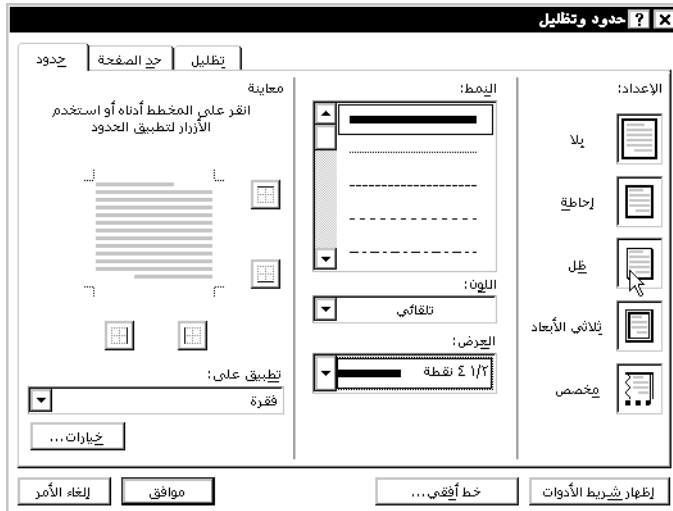 حدود وتظليل
تظليل
حد الصفحة
حدود
الإعداد:
بلا
إحاطة
ظل
ثلاثي الأبعاد
مخصص
النمط:
اللون:
تلقائي
العرض:
٤ ١/٢ نقطة
معاينة
انقر على المخطط أدناه أو استخدم
الأزرار لتطبيق الحدود
تطبيق على:
فقرة
خيارات...
إظهار شريط الأدوات
خط أفقي...
موافق
إلغاء الأمر